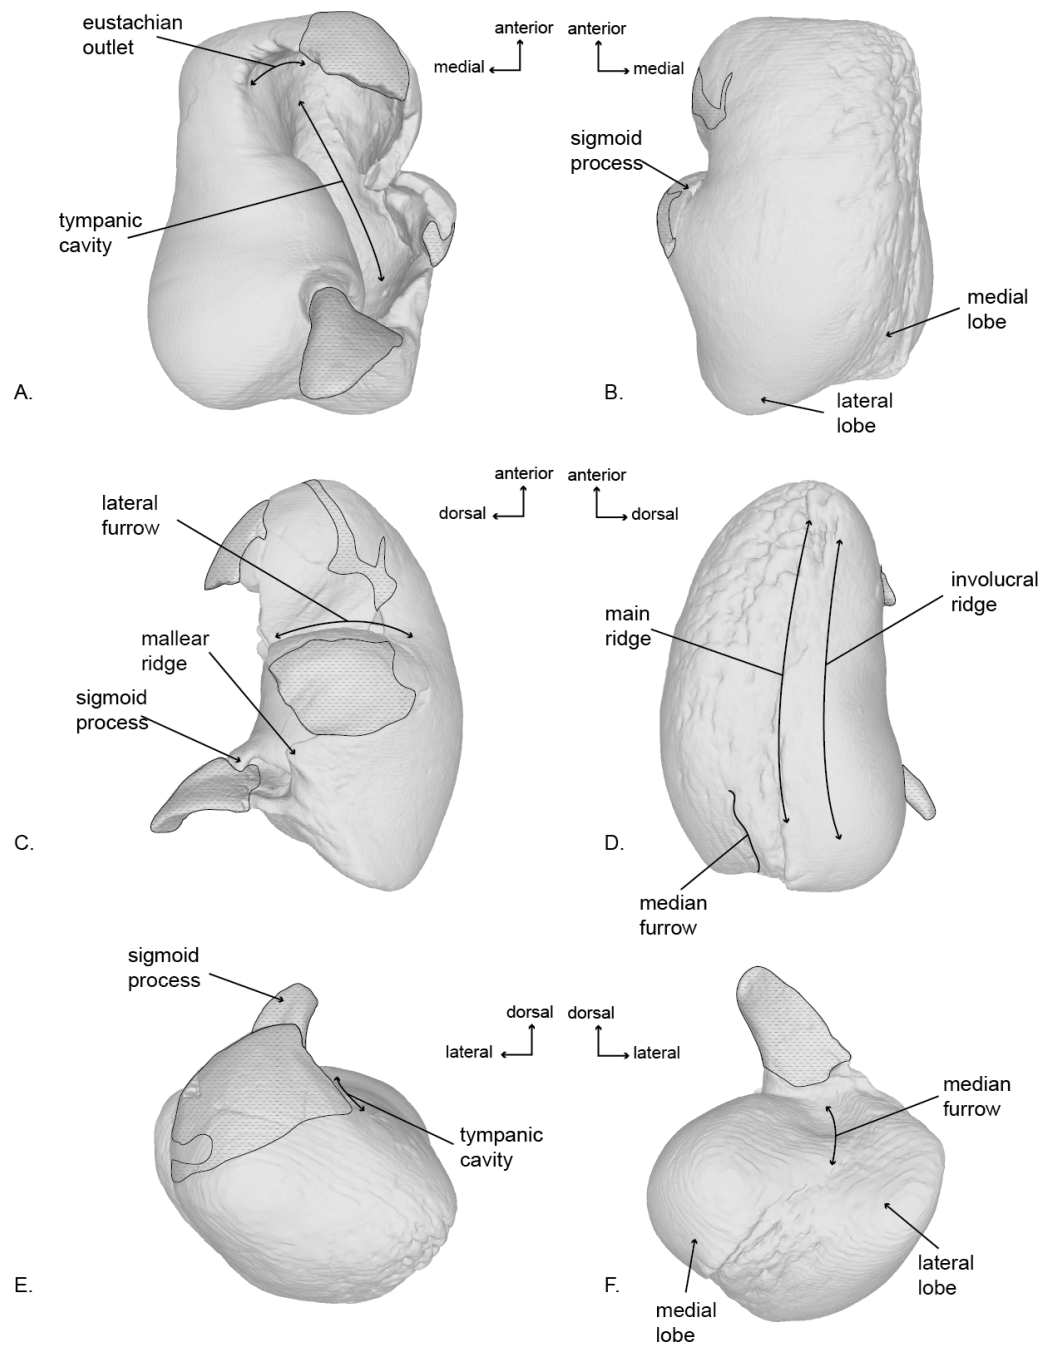 eustachian
outlet
anterior
anterior
medial
medial
sigmoid
process
tympanic
cavity
medial
lobe
lateral
lobe
A.
B.
lateral
furrow
anterior
anterior
dorsal
dorsal
mallear
ridge
sigmoid
process
main
ridge
involucral
ridge
C.
D.
median
furrow
sigmoid
process
dorsal
dorsal
lateral
lateral
median
furrow
tympanic
cavity
lateral
lobe
medial
lobe
E.
F.